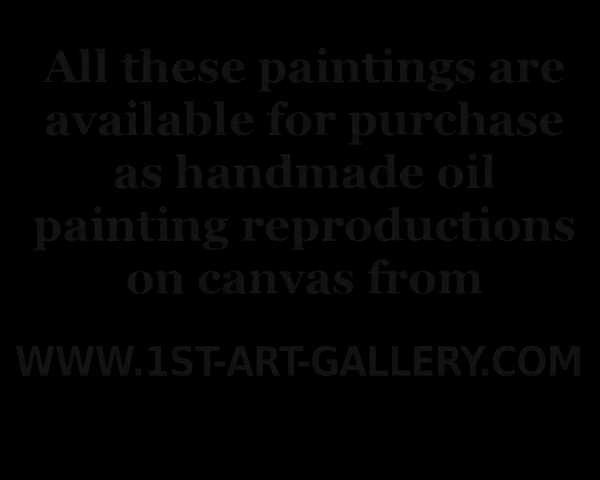 All these paintings are
available for purchase
as handmade oil
painting reproductions
on canvas from
WWW.1ST-ART-GALLERY.COM